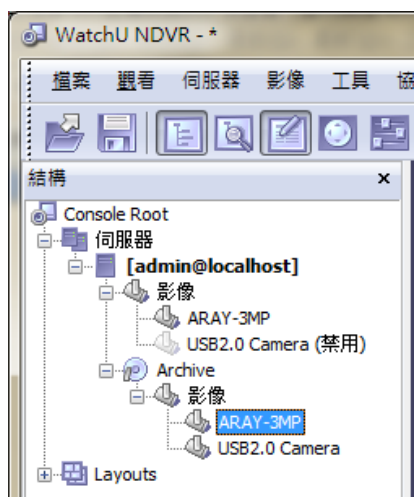 WatchU NDVR - *
檔案 觀看 伺服器 影像 工具
結構 x
Console Root
伺服器
[admin@localhost]
影像
ARAY-3MP
USB2.0 Camera (禁用)
Archive
影像
ARAY-3MP
USB2.0 Camera
Layouts